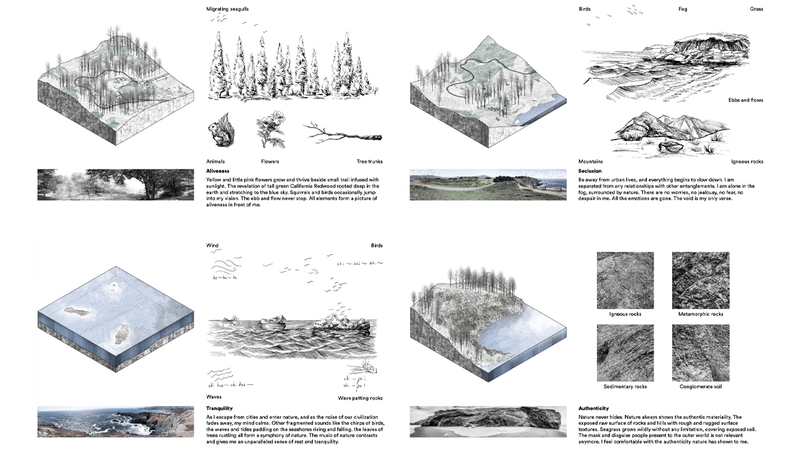 Migrating seagulls
Animals Flowers Tree trunks
Aliveness
Yellow and little pink flowers grow and thrive beside small trail infused with
sunlight. The revelation of tall green California Redwood rooted deep in the
earth and stretching to the blue sky. Squirrels and birds occasionally jump
into my vision. The ebb and flow never stop. All elements form a picture of
aliveness in front of me.
Birds Fog Grass
Ebbs and flows
Mountains Igneous rocks
Seclusion
Be away from urban lives, and everything begins to slow down. I am
separated from any relationships with other entanglements. I am alone in the
fog, surrounded by nature. There are no worries, no jealousy, no fear, no
despair in me. All the emotions are gone. The void is my only verse.
Wind Birds
Waves Wave patting rocks
Tranquility
As I escape from cities and enter nature, and as the noise of our civilization
fades away, my mind calms. Other fragmented sounds like the chirps of birds,
the waves and tides padding on the seashores rising and falling, the leaves of
trees rustling all form a symphony of nature. The music of nature contrasts
and gives me an unparalleled sense of rest and tranquility.
Igneous rocks Metamorphic rocks
Sedimentary rocks Conglomerate soil
Authenticity
Nature never hides. Nature always shows the authentic materiality. The
exposed raw surface of rocks and hills with rough and rugged surface
textures. Seagrass grows wildly without any limitation, covering exposed soil.
The mask and disguise people present to the outer world is not relevant
anymore. I feel comfortable with the authenticity nature has shown to me.